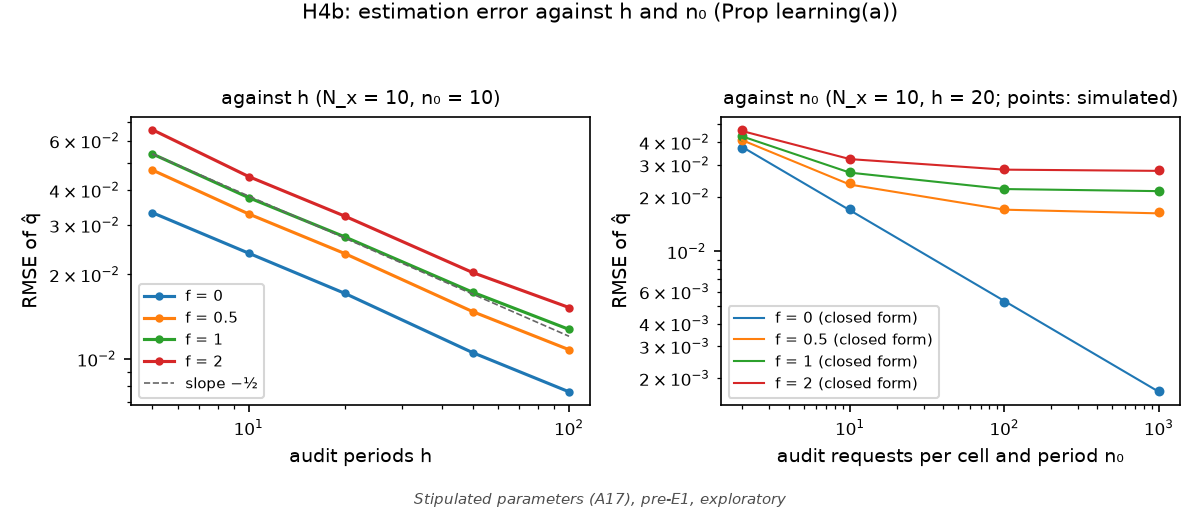 H4b: estimation error against h and n₀ (Prop learning(a))
against h (N_x = 10, n₀ = 10)
RMSE of q̂
6 × 10⁻²
4 × 10⁻²
3 × 10⁻²
2 × 10⁻²
10⁻²
f = 0
f = 0.5
f = 1
f = 2
slope −½
10¹
10²
audit periods h
against n₀ (N_x = 10, h = 20; points: simulated)
RMSE of q̂
4 × 10⁻²
3 × 10⁻²
2 × 10⁻²
10⁻²
6 × 10⁻³
4 × 10⁻³
3 × 10⁻³
2 × 10⁻³
f = 0 (closed form)
f = 0.5 (closed form)
f = 1 (closed form)
f = 2 (closed form)
10¹
10²
10³
audit requests per cell and period n₀
Stipulated parameters (A17), pre-E1, exploratory